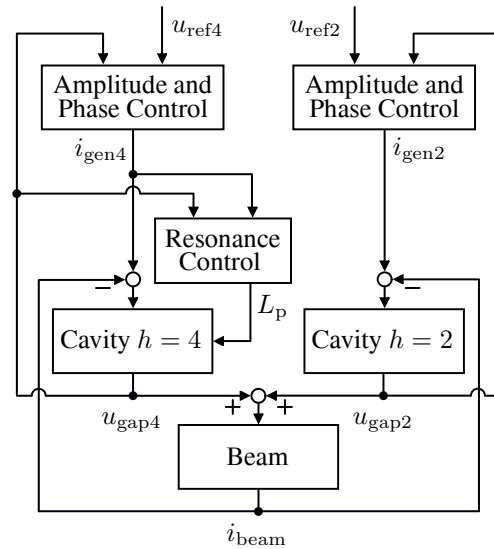 u_ref4
u_ref2
Amplitude and
Phase Control
Amplitude and
Phase Control
i_gen4
i_gen2
Resonance
Control
−
−
L_p
Cavity h = 4
Cavity h = 2
u_gap4
+
+
u_gap2
Beam
i_beam